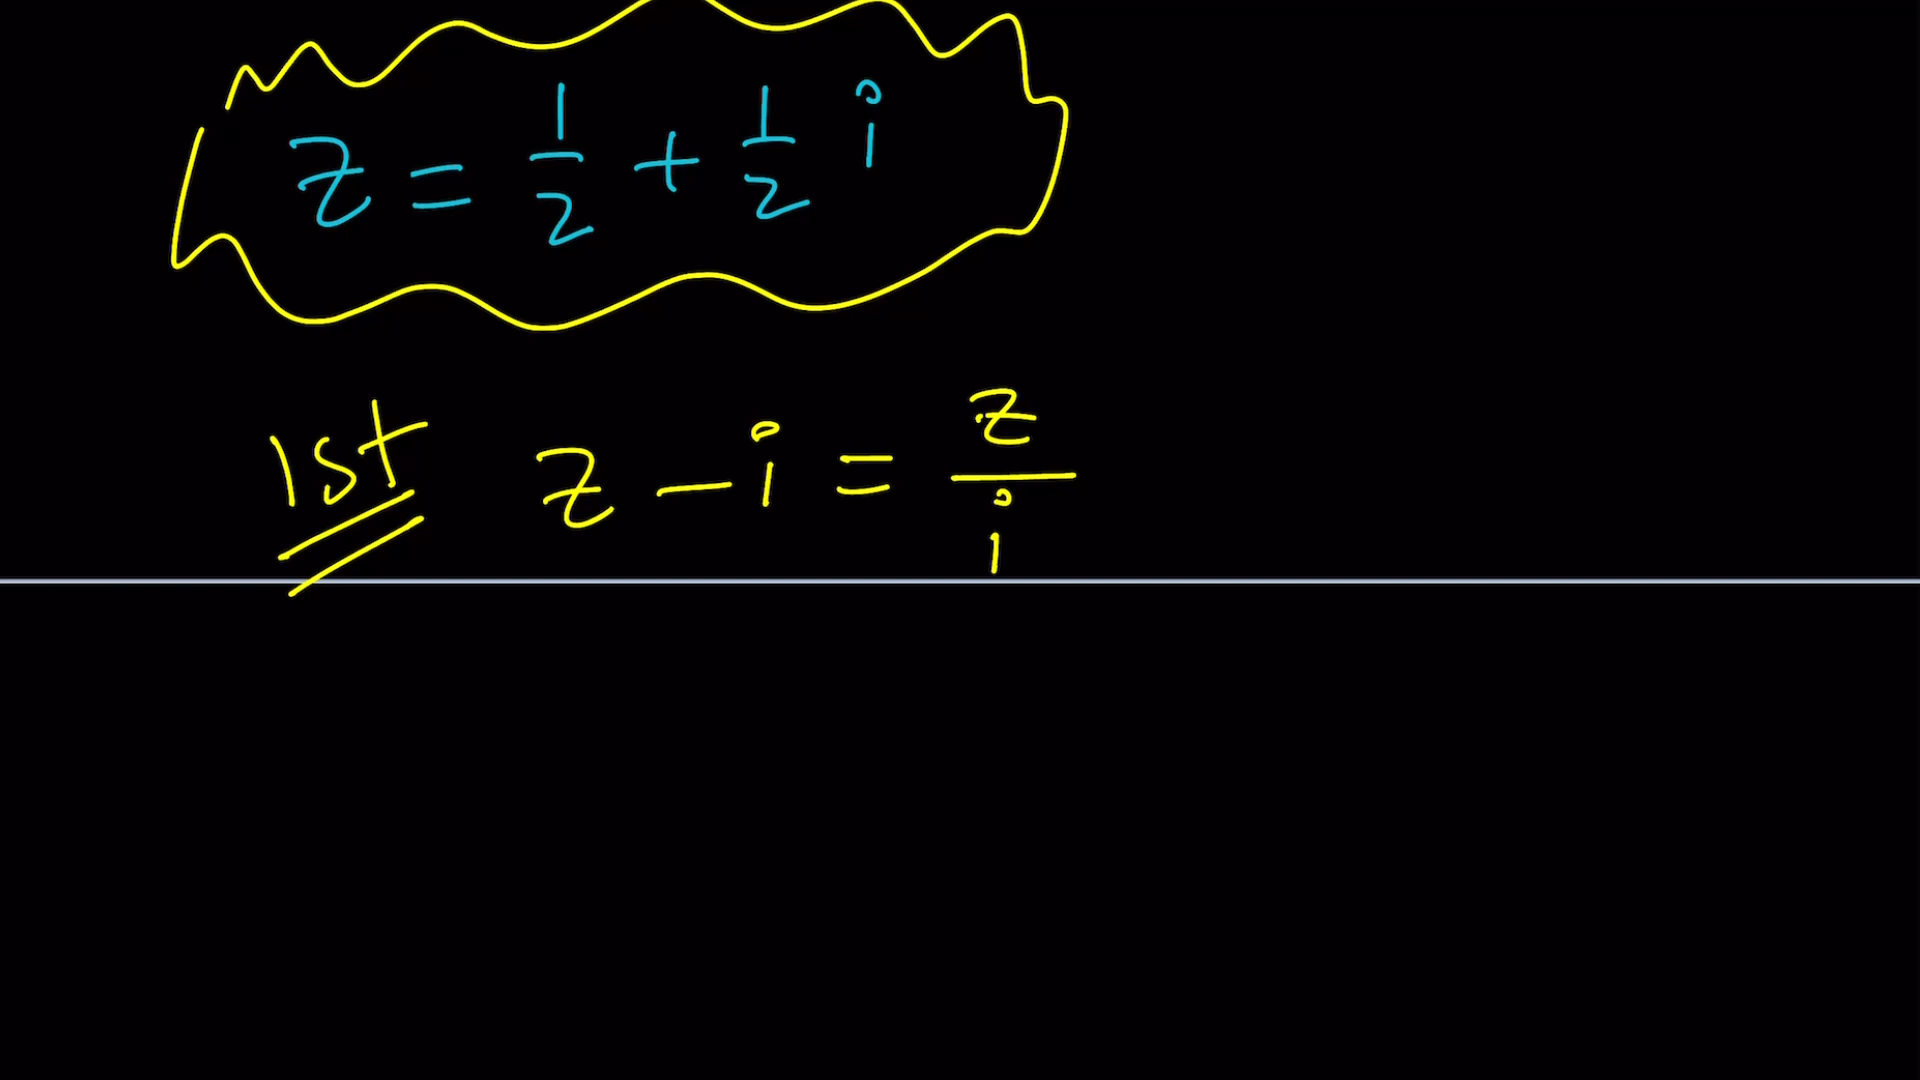 z = 1/2 + 1/2 i
1st z - i = z/i